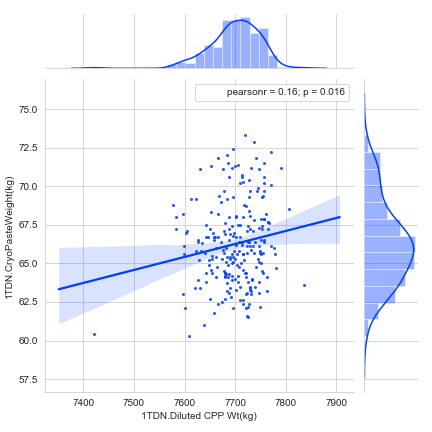 pearsonr = 0.16; p = 0.016
75.0
72.5
70.0
67.5
65.0
62.5
60.0
57.5
1TDN.CryoPasteWeight(kg)
7400 7500 7600 7700 7800 7900
1TDN.Diluted CPP Wt(kg)